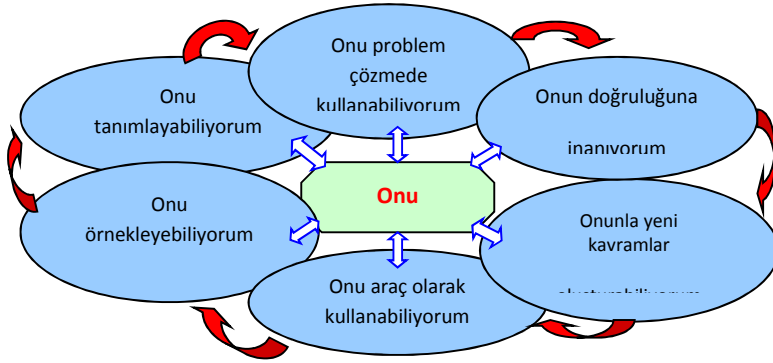 Onu problem
çözmede
kullanabiliyorum
Onun doğruluğuna
inanıyorum
Onunla yeni
kavramlar
oluşturabiliyorum
Onu araç olarak
kullanabiliyorum
Onu
örnekleyebiliyorum
Onu
tanımlayabiliyorum
Onu